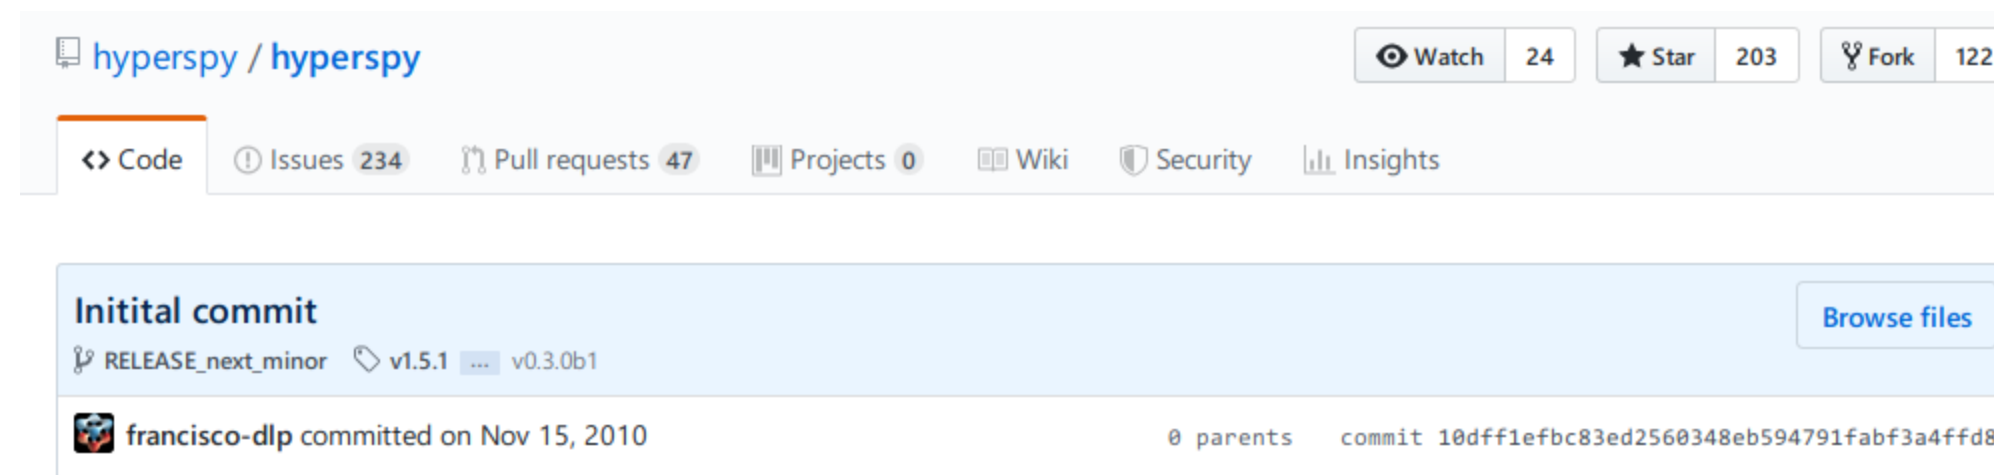 hyperspy / hyperspy Watch 24 Star 203 Fork 122
<> Code Issues 234 Pull requests 47 Projects 0 Wiki Security Insights
Initital commit
Browse files
RELEASE_next_minor v1.5.1 ... v0.3.0b1
francisco-dlp committed on Nov 15, 2010 0 parents commit 10dff1efbc83ed2560348eb594791fabf3a4ffd8